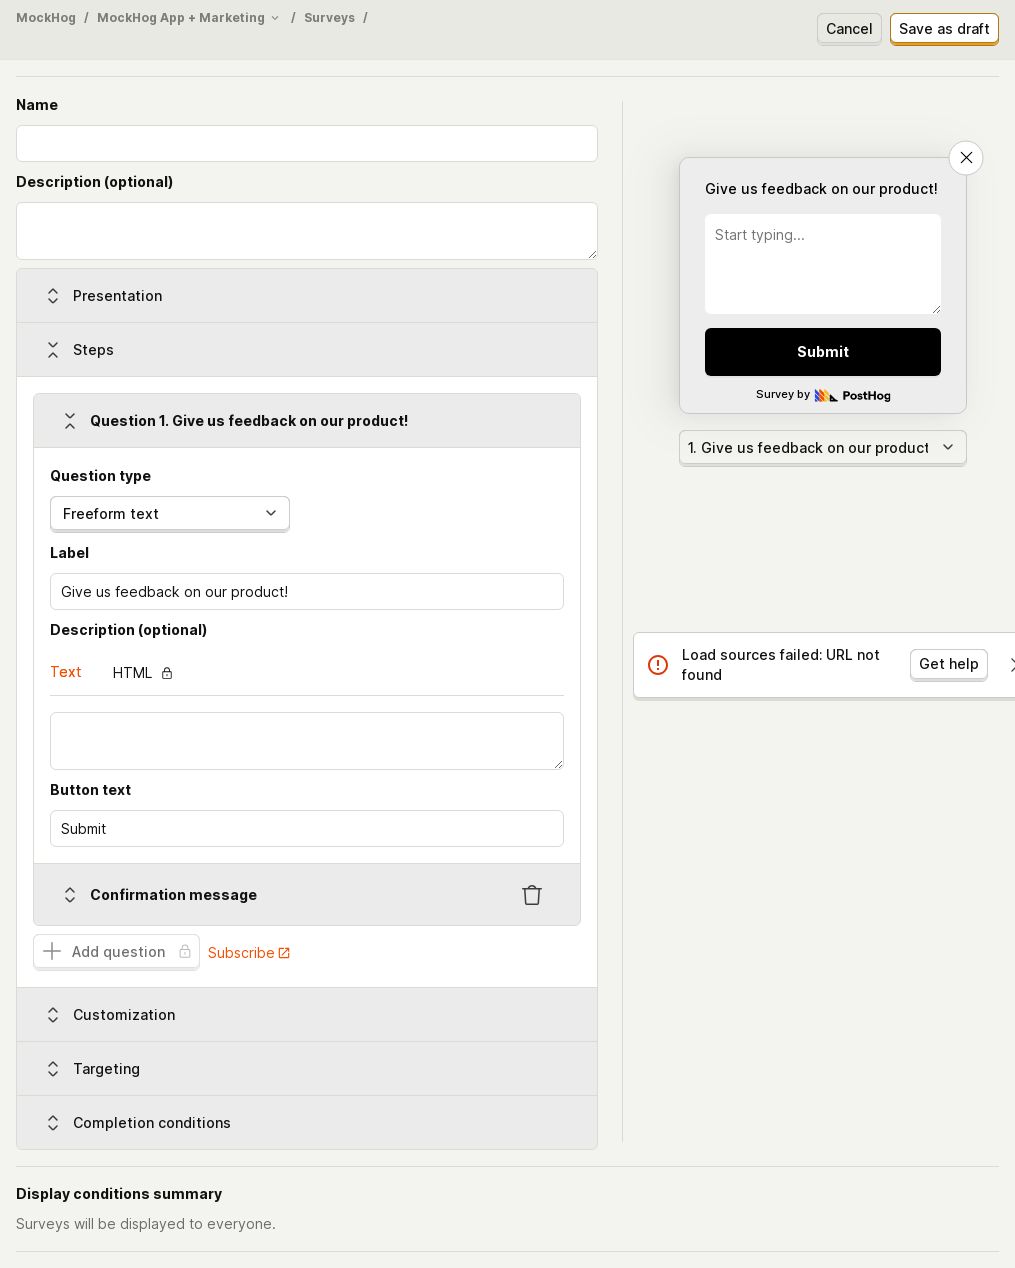 MockHog / MockHog App + Marketing / Surveys /
Cancel
Save as draft
Name
Description (optional)
Presentation
Steps
Question 1. Give us feedback on our product!
Question type
Freeform text
Label
Give us feedback on our product!
Description (optional)
Text
HTML
Button text
Submit
Confirmation message
Add question
Subscribe
Customization
Targeting
Completion conditions
Give us feedback on our product!
Start typing...
Submit
Survey by PostHog
1. Give us feedback on our product
Load sources failed: URL not
found
Get help
Display conditions summary
Surveys will be displayed to everyone.